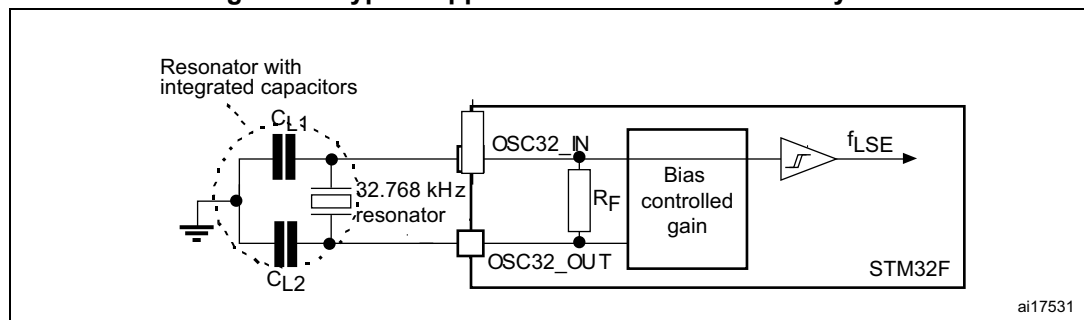 Resonator with
integrated capacitors
CL1
OSC32_IN
fLSE
32.768 kHz
resonator
RF
Bias
controlled
gain
OSC32_OUT
STM32F
CL2
ai17531